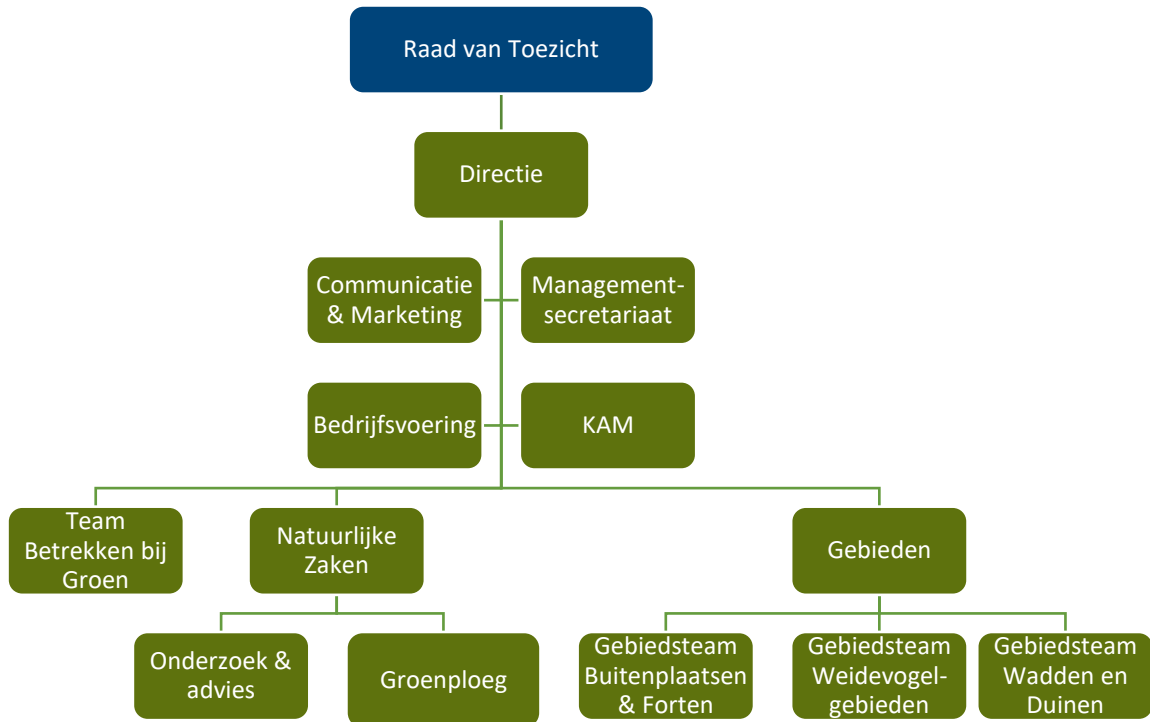 Raad van Toezicht
Directie
Communicatie
& Marketing
Management-
secretariaat
Bedrijfsvoering
KAM
Team
Betrekken bij
Groen
Natuurlijke
Zaken
Gebieden
Onderzoek &
advies
Groenploeg
Gebiedsteam
Buitenplaatsen
& Forten
Gebiedsteam
Weidevogel-
gebieden
Gebiedsteam
Wadden en
Duinen